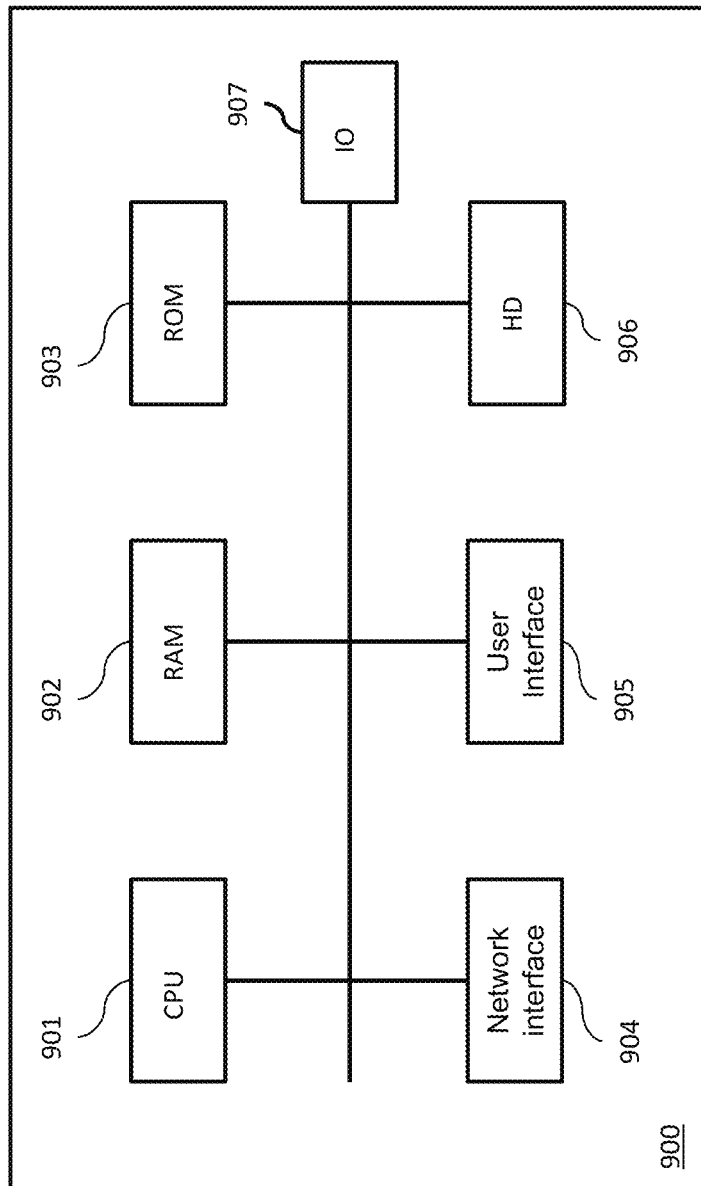 901
902
903
CPU
RAM
ROM
907
IO
Network
interface
User
Interface
HD
904
905
906
900